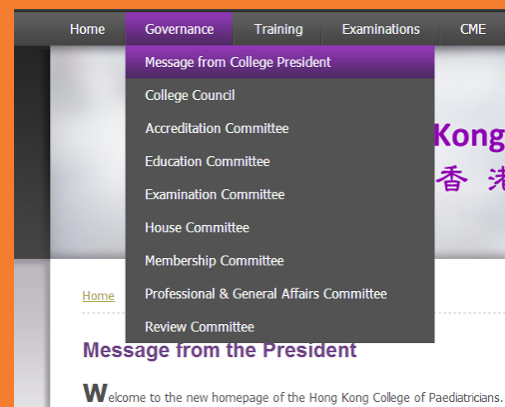 Home Governance Training Examinations CME
Message from College President
College Council
Accreditation Committee
Education Committee
Examination Committee
House Committee
Membership Committee
Professional & General Affairs Committee
Review Committee
Kong
香 港
Home
Message from the President
Welcome to the new homepage of the Hong Kong College of Paediatricians.